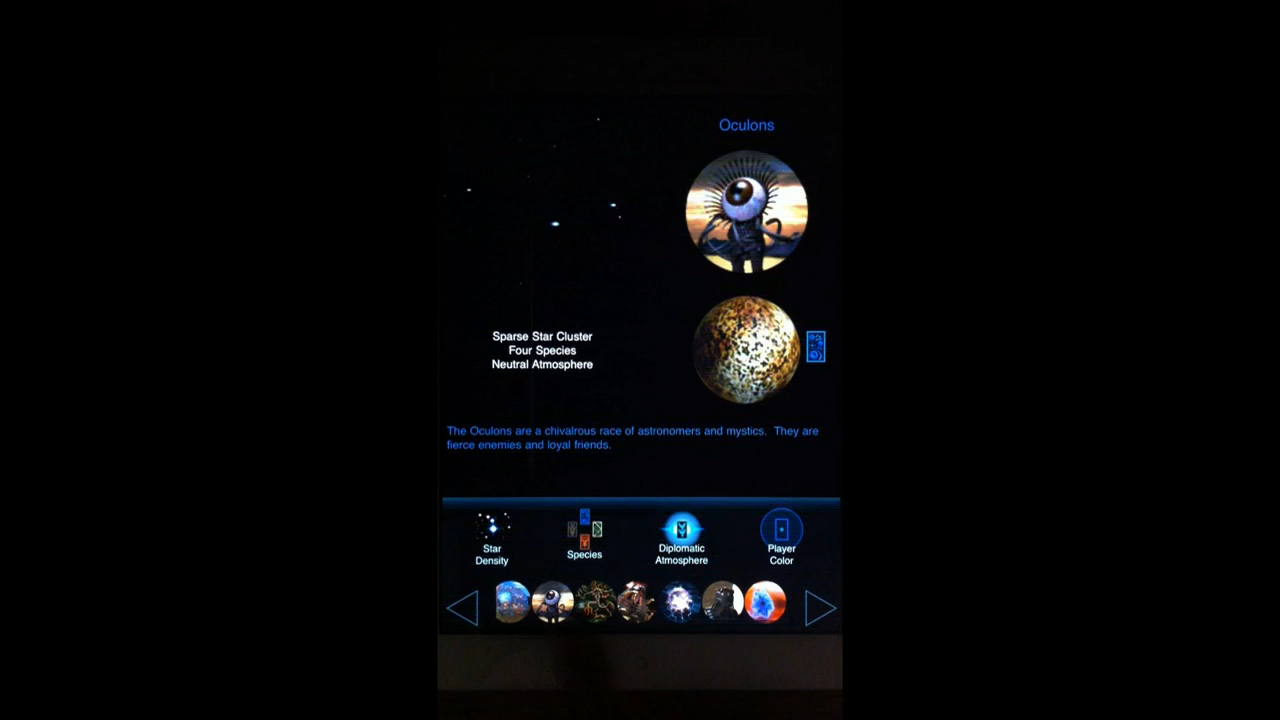 Oculons
Sparse Star Cluster
Four Species
Neutral Atmosphere
The Oculons are a chivalrous race of astronomers and mystics. They are
fierce enemies and loyal friends.
Star
Density
Species
Diplomatic
Atmosphere
Player
Color